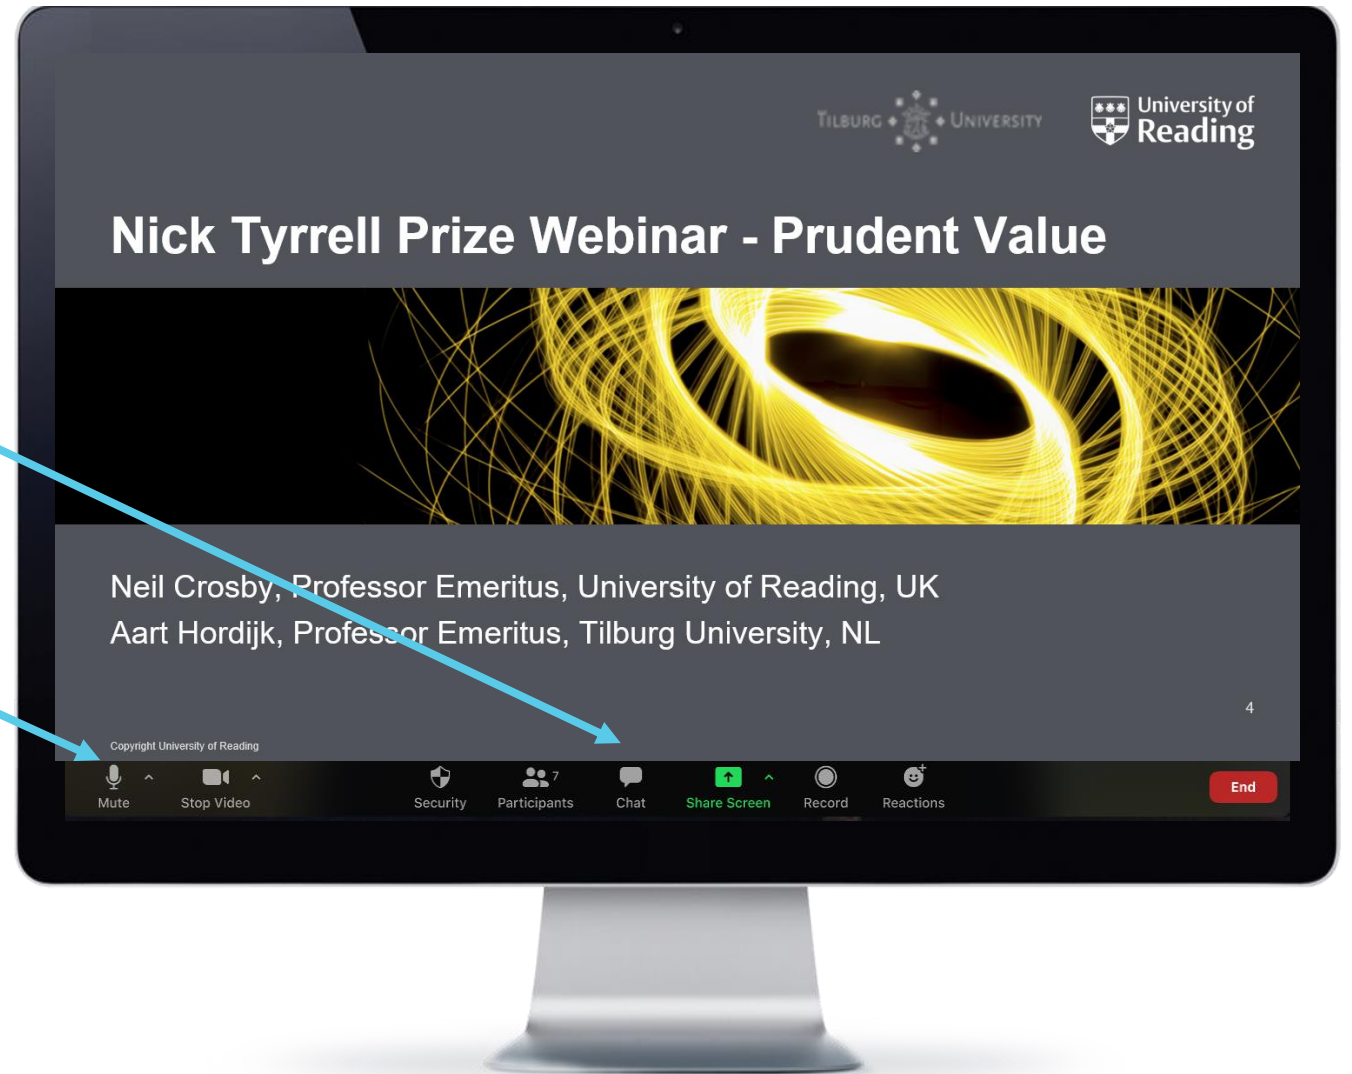 TILBURG UNIVERSITY
University of
Reading
Nick Tyrrell Prize Webinar - Prudent Value
Neil Crosby, Professor Emeritus, University of Reading, UK
Aart Hordijk, Professor Emeritus, Tilburg University, NL
4
Copyright University of Reading
7
Mute Stop Video Security Participants Chat Share Screen Record Reactions End